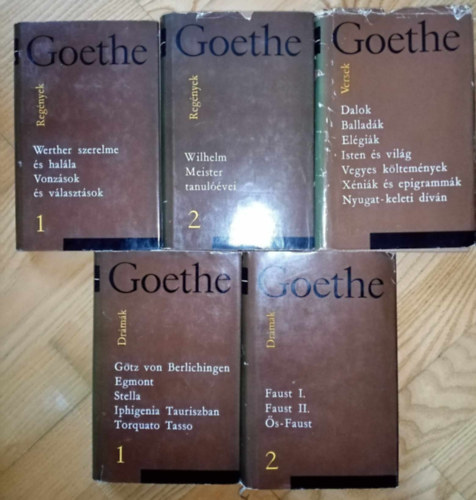 Goethe
Regények
Werther szerelme
és halála
Vonzások
és választások
1
Goethe
Regények
Wilhelm
Meister
tanulóévei
2
Goethe
Versek
Dalok
Balladák
Elégiák
Isten és világ
Vegyes költemények
Xéniák és epigrammák
Nyugat-keleti díván
Goethe
Drámák
Götz von Berlichingen
Egmont
Stella
Iphigenia Tauriszban
Torquato Tasso
1
Goethe
Drámák
Faust I.
Faust II.
Ős-Faust
2